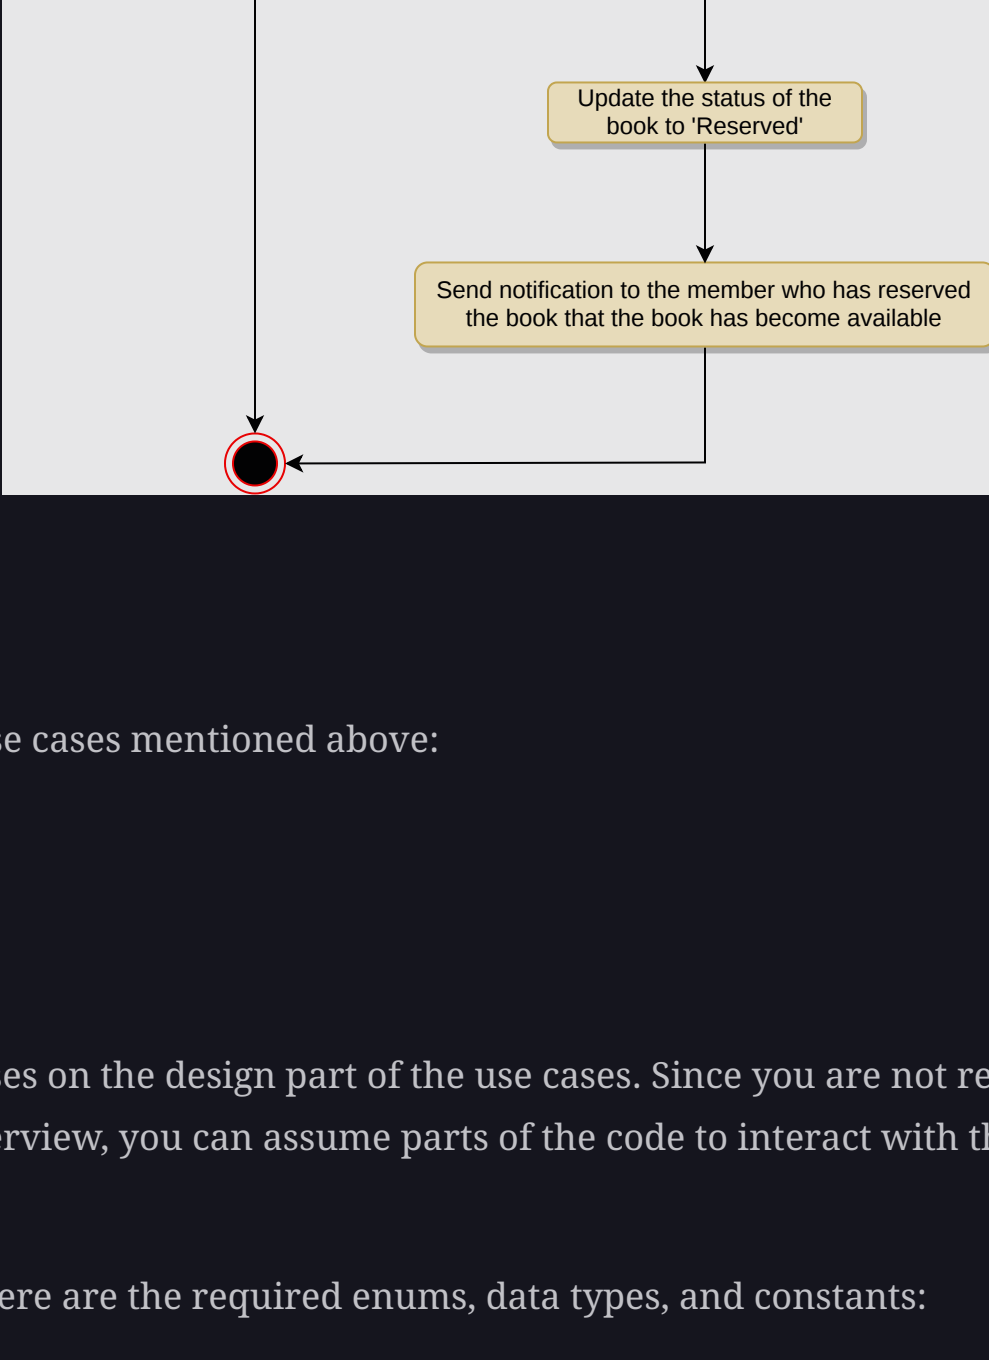 Update the status of the
book to 'Reserved'
Send notification to the member who has reserved
the book that the book has become available
se cases mentioned above:
ses on the design part of the use cases. Since you are not re
erview, you can assume parts of the code to interact with th
ere are the required enums, data types, and constants: